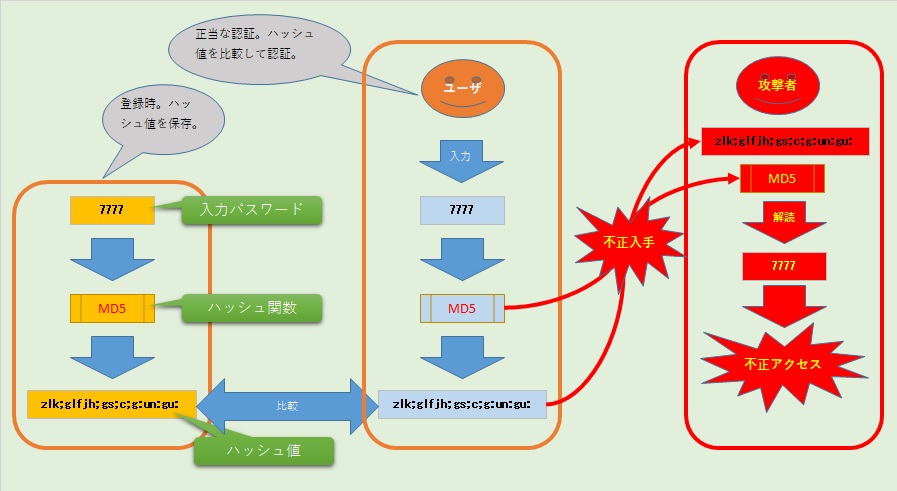 正当な認証。ハッシュ
値を比較して認証。
登録時。ハッ
シュ値を保存。
7777
入力パスワード
MD5
ハッシュ関数
zlk;glfjh;gs;c;g:un:gu:
ハッシュ値
比較
ユーザ
入力
7777
MD5
zlk;glfjh;gs;c;g:un:gu:
不正入手
攻撃者
zlk;glfjh;gs;c;g:un:gu:
MD5
解読
7777
不正アクセス